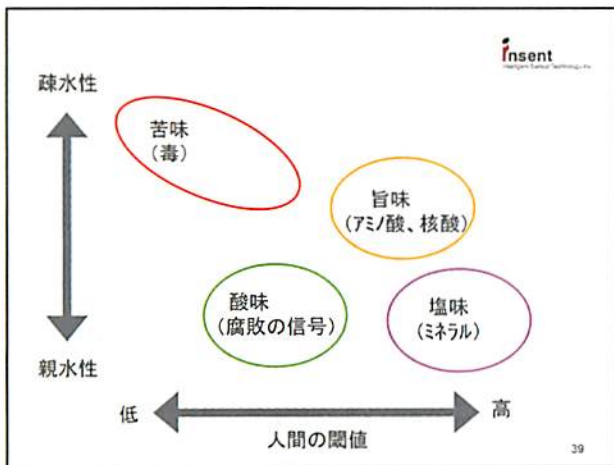 insent
Intelligent Sensor Technology, Inc.
疎水性
苦味
(毒)
旨味
(アミノ酸、核酸)
酸味
(腐敗の信号)
塩味
(ミネラル)
親水性
低
高
人間の閾値
39